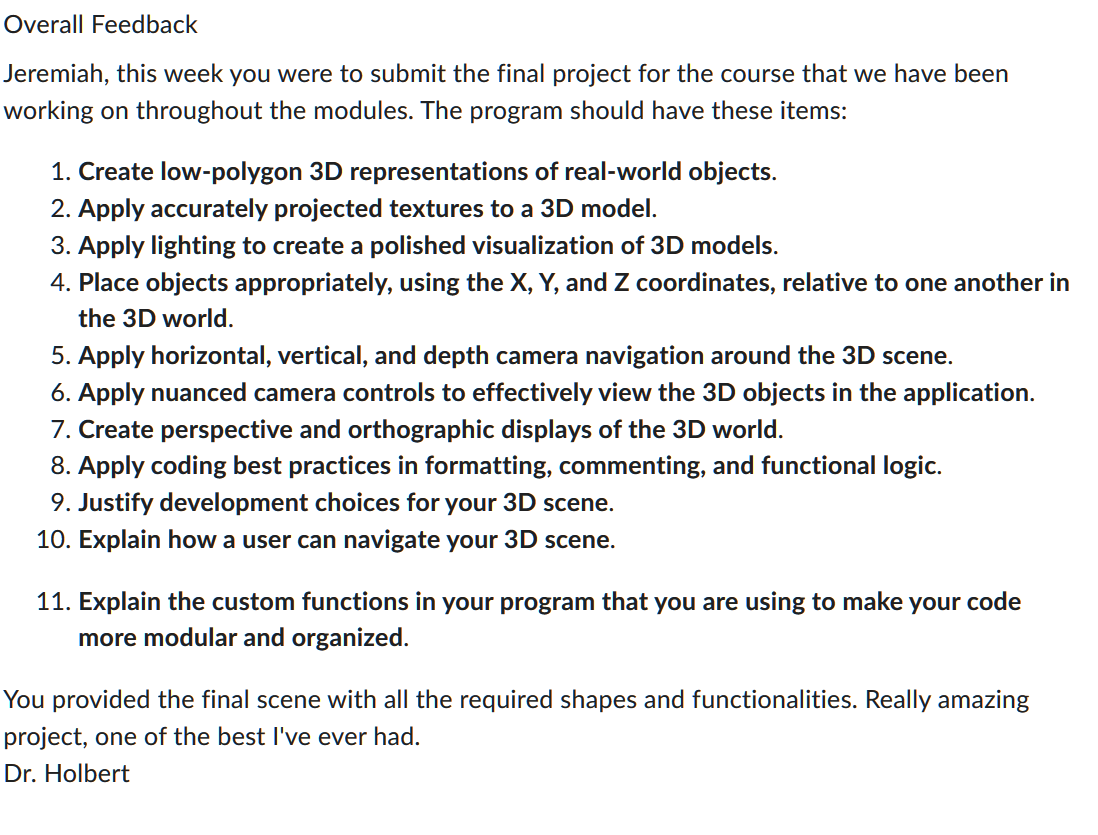 Overall Feedback
Jeremiah, this week you were to submit the final project for the course that we have been
working on throughout the modules. The program should have these items:
1. Create low-polygon 3D representations of real-world objects.
2. Apply accurately projected textures to a 3D model.
3. Apply lighting to create a polished visualization of 3D models.
4. Place objects appropriately, using the X, Y, and Z coordinates, relative to one another in
the 3D world.
5. Apply horizontal, vertical, and depth camera navigation around the 3D scene.
6. Apply nuanced camera controls to effectively view the 3D objects in the application.
7. Create perspective and orthographic displays of the 3D world.
8. Apply coding best practices in formatting, commenting, and functional logic.
9. Justify development choices for your 3D scene.
10. Explain how a user can navigate your 3D scene.
11. Explain the custom functions in your program that you are using to make your code
more modular and organized.
You provided the final scene with all the required shapes and functionalities. Really amazing
project, one of the best I've ever had.
Dr. Holbert